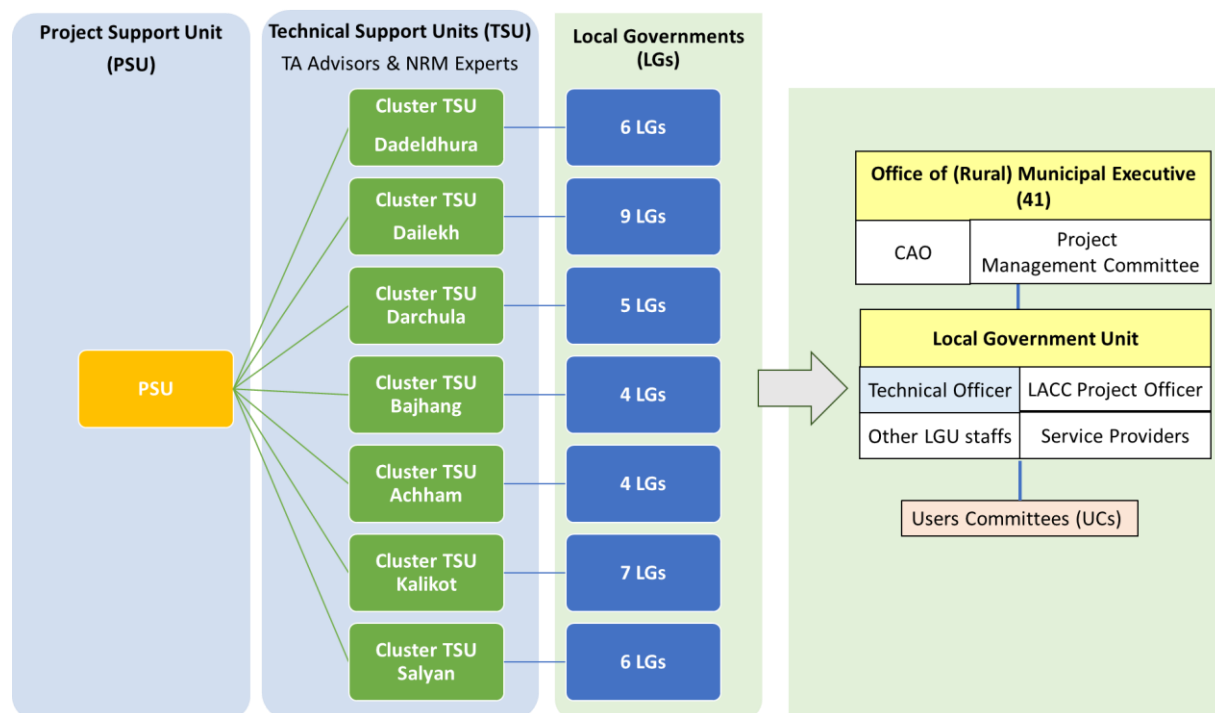 Project Support Unit
(PSU)
Technical Support Units (TSU)
TA Advisors & NRM Experts
Local Governments
(LGs)
PSU
Cluster TSU
Dadeldhura
6 LGs
Cluster TSU
Dailekh
9 LGs
Cluster TSU
Darchula
5 LGs
Cluster TSU
Bajhang
4 LGs
Cluster TSU
Achham
4 LGs
Cluster TSU
Kalikot
7 LGs
Cluster TSU
Salyan
6 LGs
Office of (Rural) Municipal Executive
(41)
CAO
Project
Management Committee
Local Government Unit
Technical Officer
LACC Project Officer
Other LGU staffs
Service Providers
Users Committees (UCs)